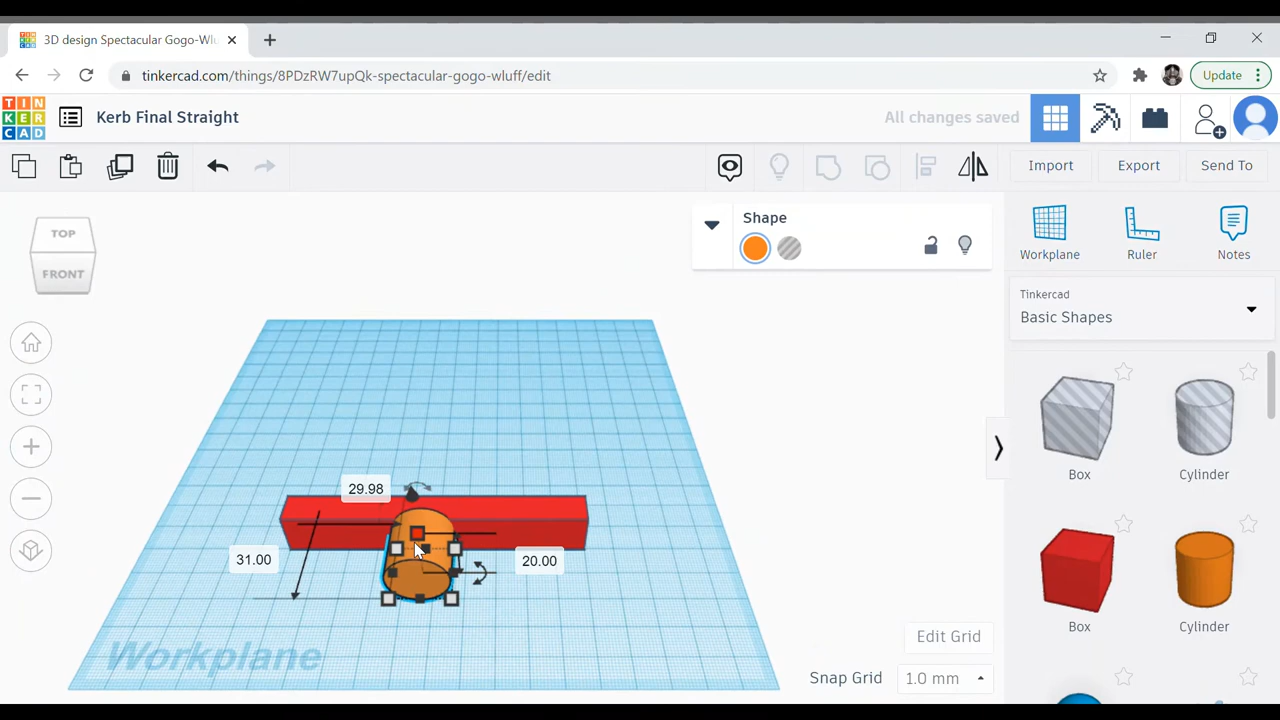 3D design Spectacular Gogo-Wlu
tinkercad.com/things/8PDzRW7upQk-spectacular-gogo-wluff/edit
Update
TIN
KER
CAD
Kerb Final Straight
All changes saved
Import
Export
Send To
TOP
FRONT
Shape
Workplane
Ruler
Notes
Tinkercad
Basic Shapes
Box
Cylinder
29.98
31.00
20.00
Box
Cylinder
Workplane
Edit Grid
Snap Grid
1.0 mm